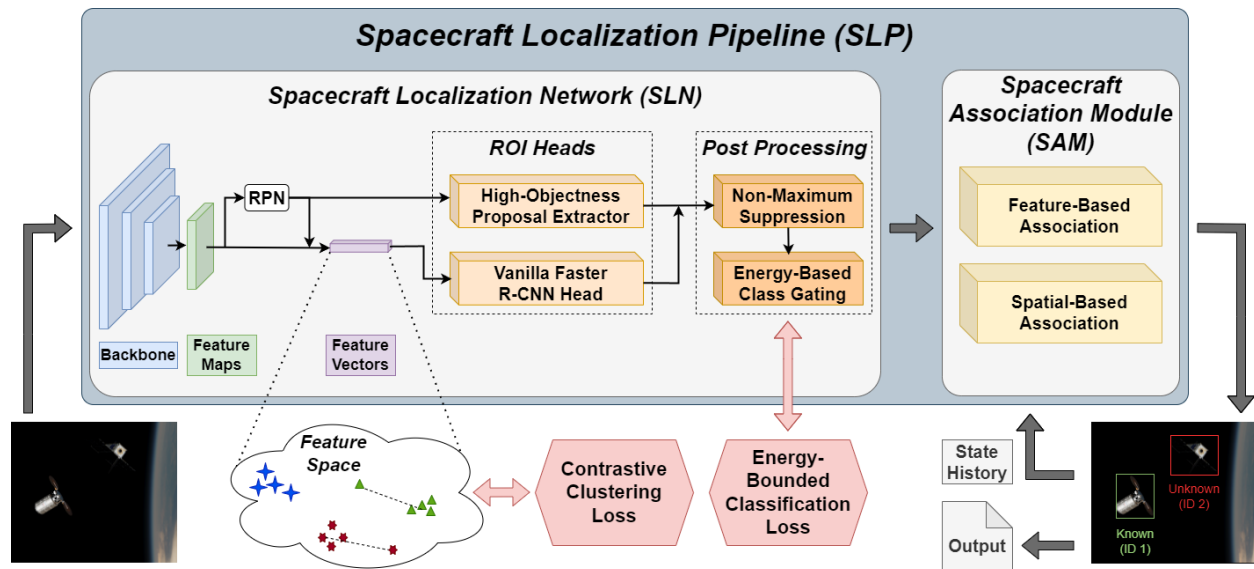 Spacecraft Localization Pipeline (SLP)
Spacecraft Localization Network (SLN)
ROI Heads
Post Processing
RPN
High-Objectness
Proposal Extractor
Non-Maximum
Suppression
Vanilla Faster
R-CNN Head
Energy-Based
Class Gating
Backbone
Feature
Maps
Feature
Vectors
Spacecraft
Association Module
(SAM)
Feature-Based
Association
Spatial-Based
Association
Feature
Space
Contrastive
Clustering
Loss
Energy-
Bounded
Classification
Loss
State
History
Output
Unknown
(ID 2)
Known
(ID 1)